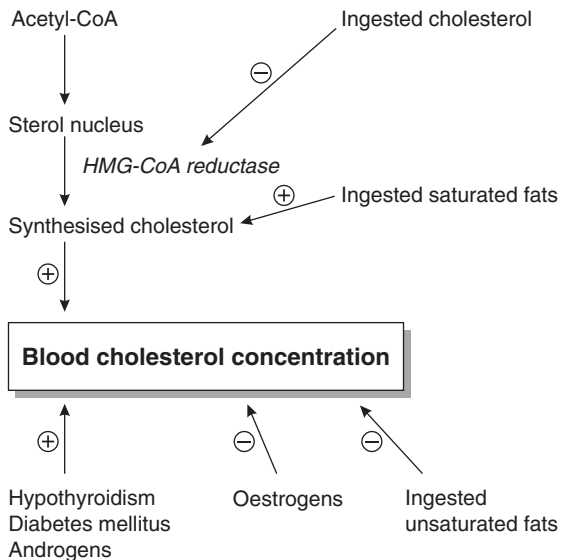 Acetyl-CoA
Ingested cholesterol
−
Sterol nucleus
HMG-CoA reductase
+
Ingested saturated fats
Synthesised cholesterol
+
Blood cholesterol concentration
+
−
−
Hypothyroidism
Diabetes mellitus
Androgens
Oestrogens
Ingested
unsaturated fats